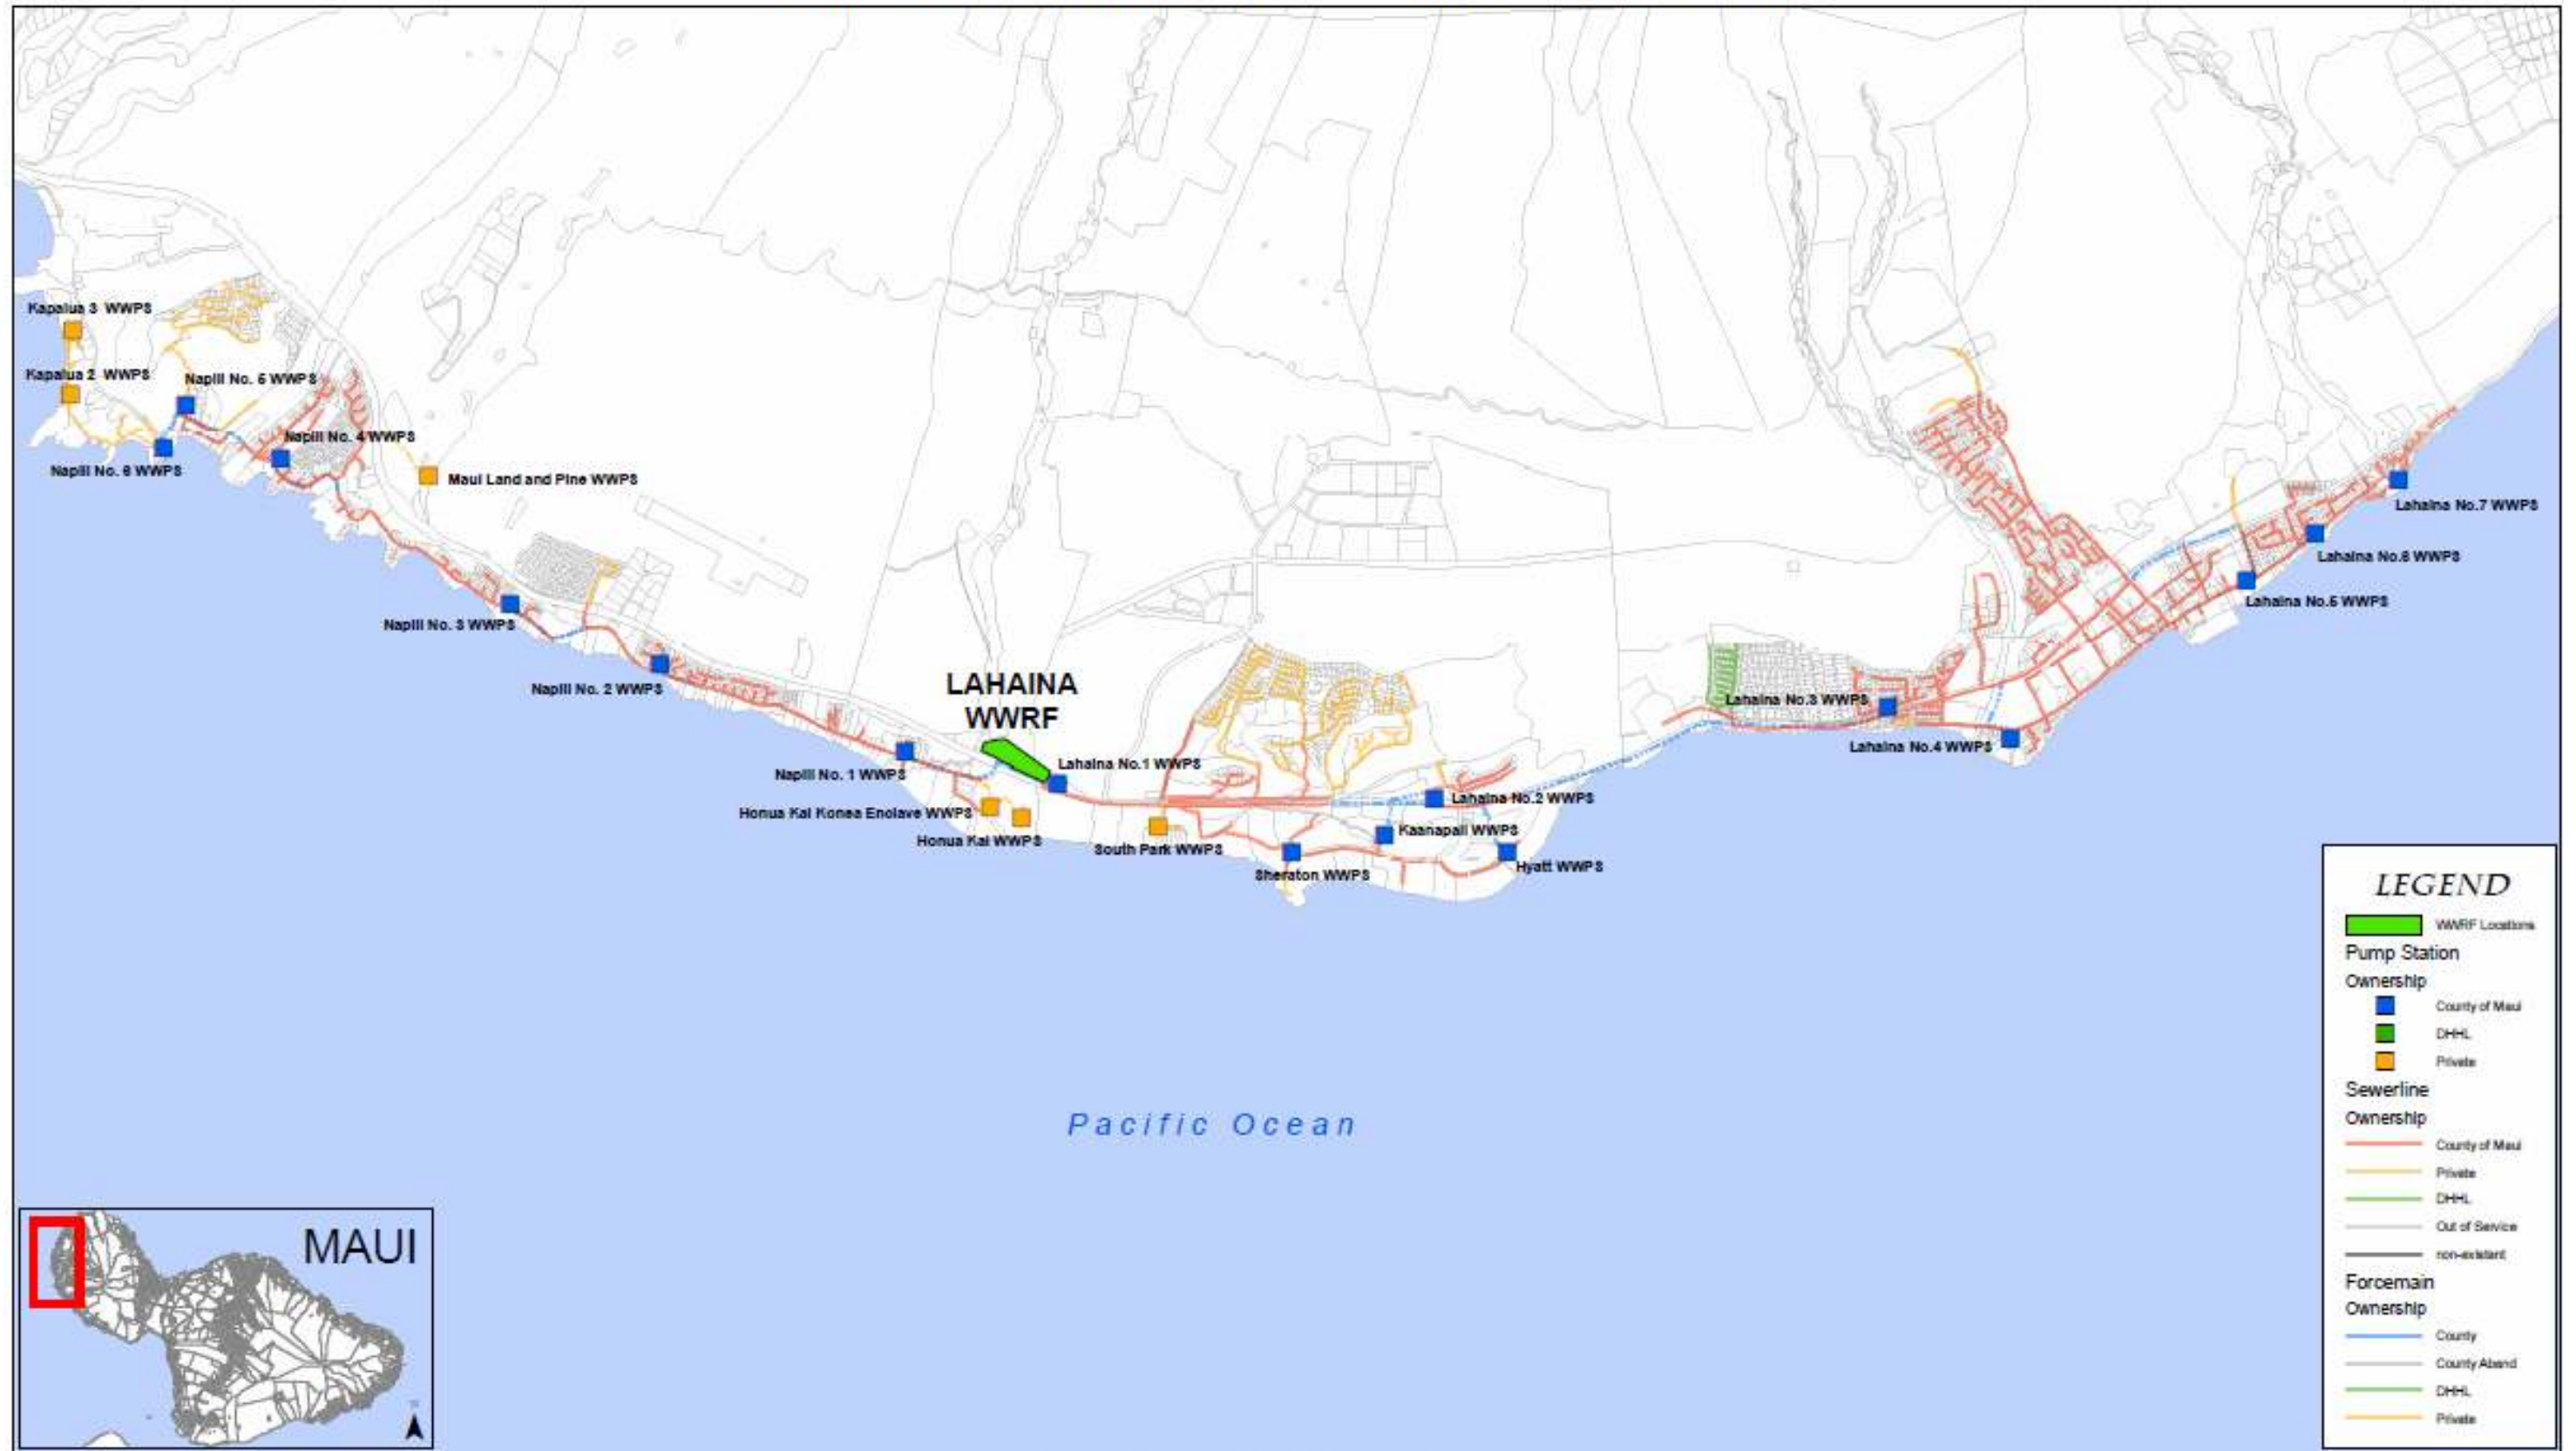 Kapalua 3 WWPS
Kapalua 2 WWPS
Napili No. 5 WWPS
Napili No. 4 WWPS
Napili No. 6 WWPS
Maui Land and Pine WWPS
Napili No. 3 WWPS
Napili No. 2 WWPS
LAHAINA
WWRF
Napili No. 1 WWPS
Lahaina No.1 WWPS
Honua Kai Konea Enclave WWPS
Honua Kai WWPS
South Park WWPS
Sheraton WWPS
Kaanapali WWPS
Lahaina No.2 WWPS
Hyatt WWPS
Lahaina No.3 WWPS
Lahaina No.4 WWPS
Lahaina No.7 WWPS
Lahaina No.6 WWPS
Lahaina No.5 WWPS
Pacific Ocean
MAUI
LEGEND
WWRF Locations
Pump Station
Ownership
County of Maui
DHHL
Private
Sewerline
Ownership
County of Maui
Private
DHHL
Out of Service
non-existant
Forcemain
Ownership
County
County Aband
DHHL
Private